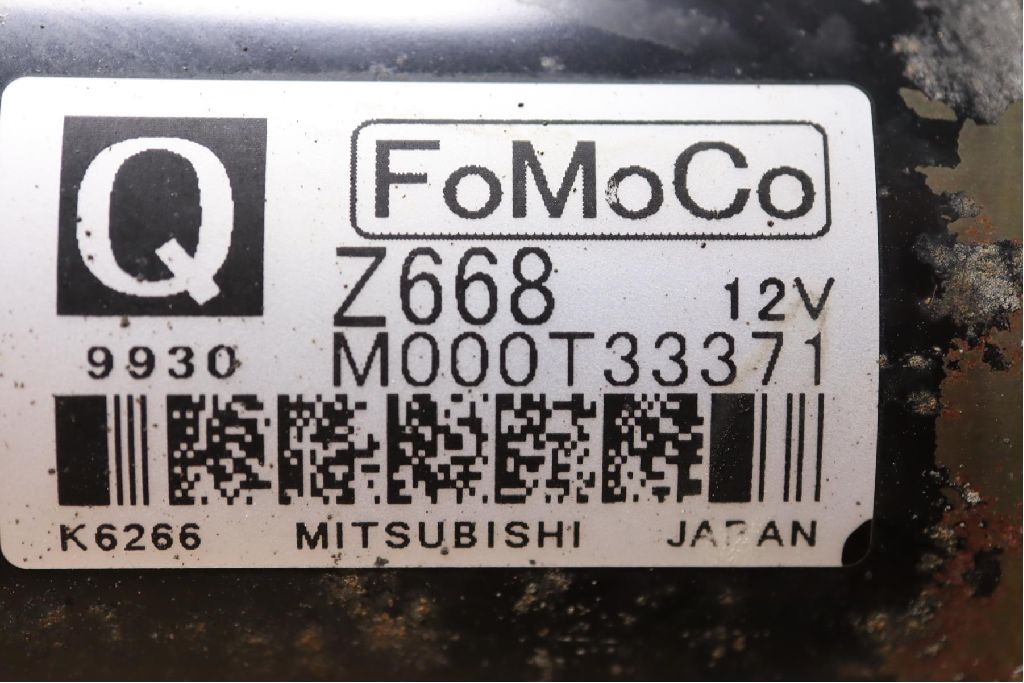 Q
FoMoCo
Z668 12V
9930 M000T33371
K6266 MITSUBISHI JAPAN